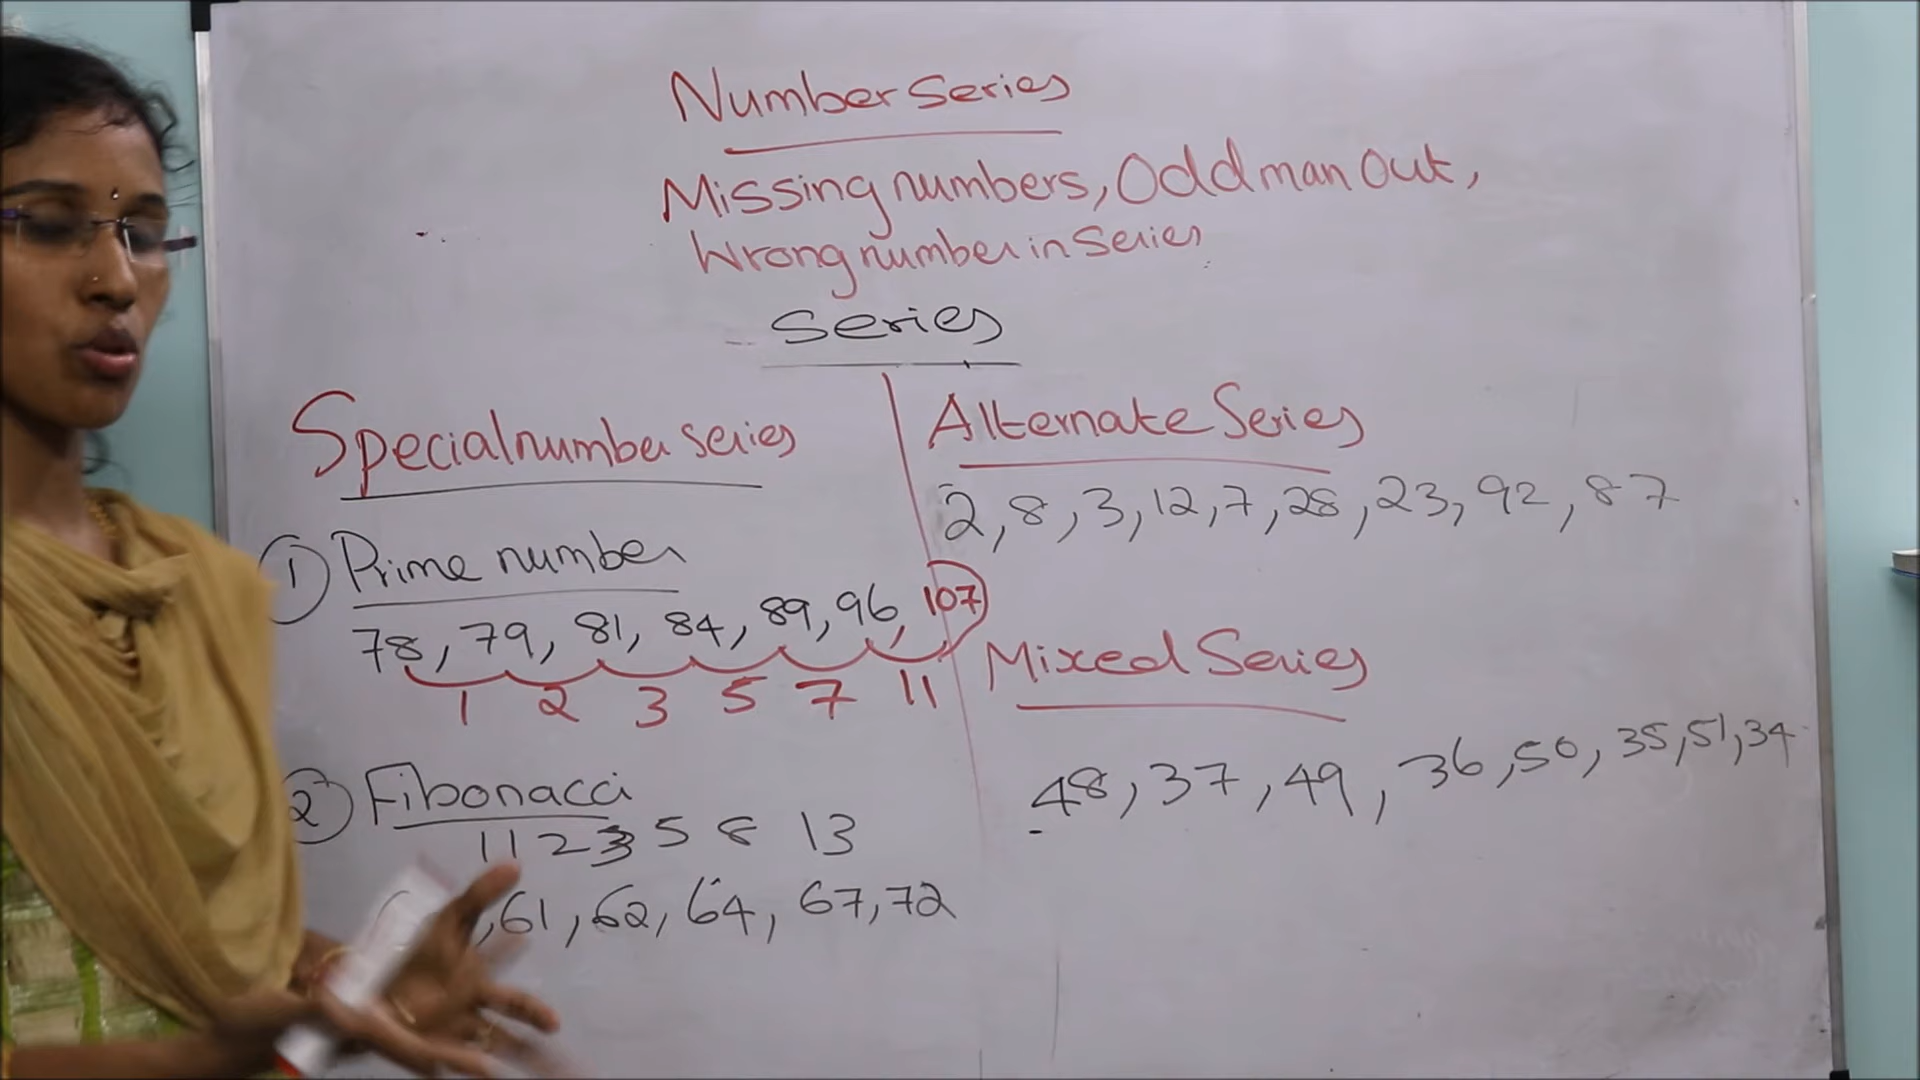 Number Series
Missing numbers, Odd man Out,
Wrong number in Series
Series
Special number series
① Prime number
78, 79, 81, 84, 89, 96, 107
1 2 3 5 7 11
② Fibonacci
1 1 2 3 5 8 13
, 61, 62, 64, 67, 72
Alternate Series
2, 8, 3, 12, 7, 28, 23, 92, 87
Mixed Series
48, 37, 49, 36, 50, 35, 51, 34